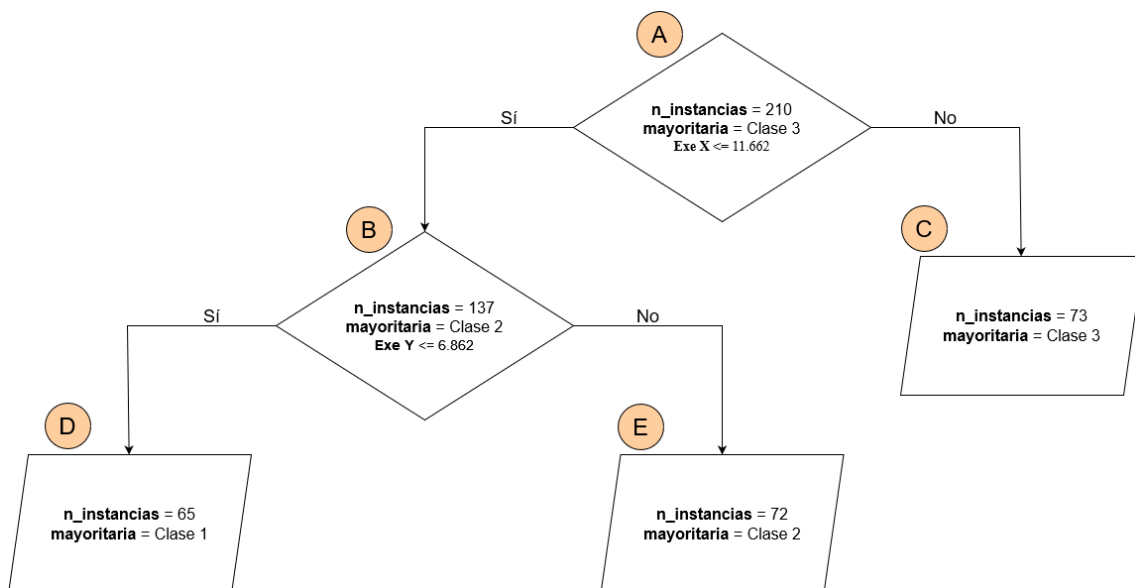 A
n_instancias = 210
mayoritaria = Clase 3
Exe X <= 11.662
Sí
No
B
n_instancias = 137
mayoritaria = Clase 2
Exe Y <= 6.862
C
n_instancias = 73
mayoritaria = Clase 3
Sí
No
D
n_instancias = 65
mayoritaria = Clase 1
E
n_instancias = 72
mayoritaria = Clase 2